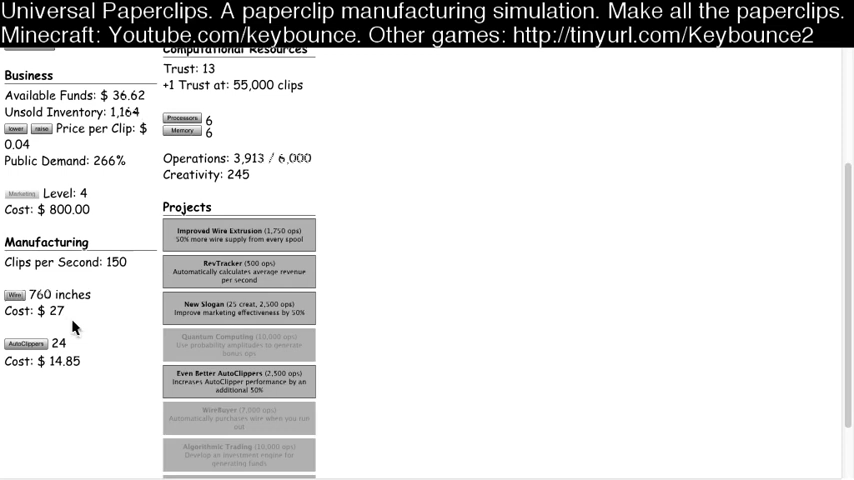 Universal Paperclips. A paperclip manufacturing simulation. Make all the paperclips.
Minecraft: Youtube.com/keybounce. Other games: http://tinyurl.com/Keybounce2
Business
Available Funds: $ 36.62
Unsold Inventory: 1,164
lower raise Price per Clip: $
0.04
Public Demand: 266%
Marketing Level: 4
Cost: $ 800.00
Manufacturing
Clips per Second: 150
Wire 760 inches
Cost: $ 27
AutoClippers 24
Cost: $ 14.85
Computational Resources
Trust: 13
+1 Trust at: 55,000 clips
Processors 6
Memory 6
Operations: 3,913 / 6,000
Creativity: 245
Projects
Improved Wire Extrusion (1,750 ops)
50% more wire supply from every spool
RevTracker (500 ops)
Automatically calculates average revenue
per second
New Slogan (25 creat, 2,500 ops)
Improve marketing effectiveness by 50%
Quantum Computing (10,000 ops)
Use probability amplitudes to generate
bonus ops
Even Better AutoClippers (2,500 ops)
Increases AutoClipper performance by an
additional 50%
WireBuyer (7,000 ops)
Automatically purchases wire when you run
out
Algorithmic Trading (10,000 ops)
Develop an investment engine for
generating funds